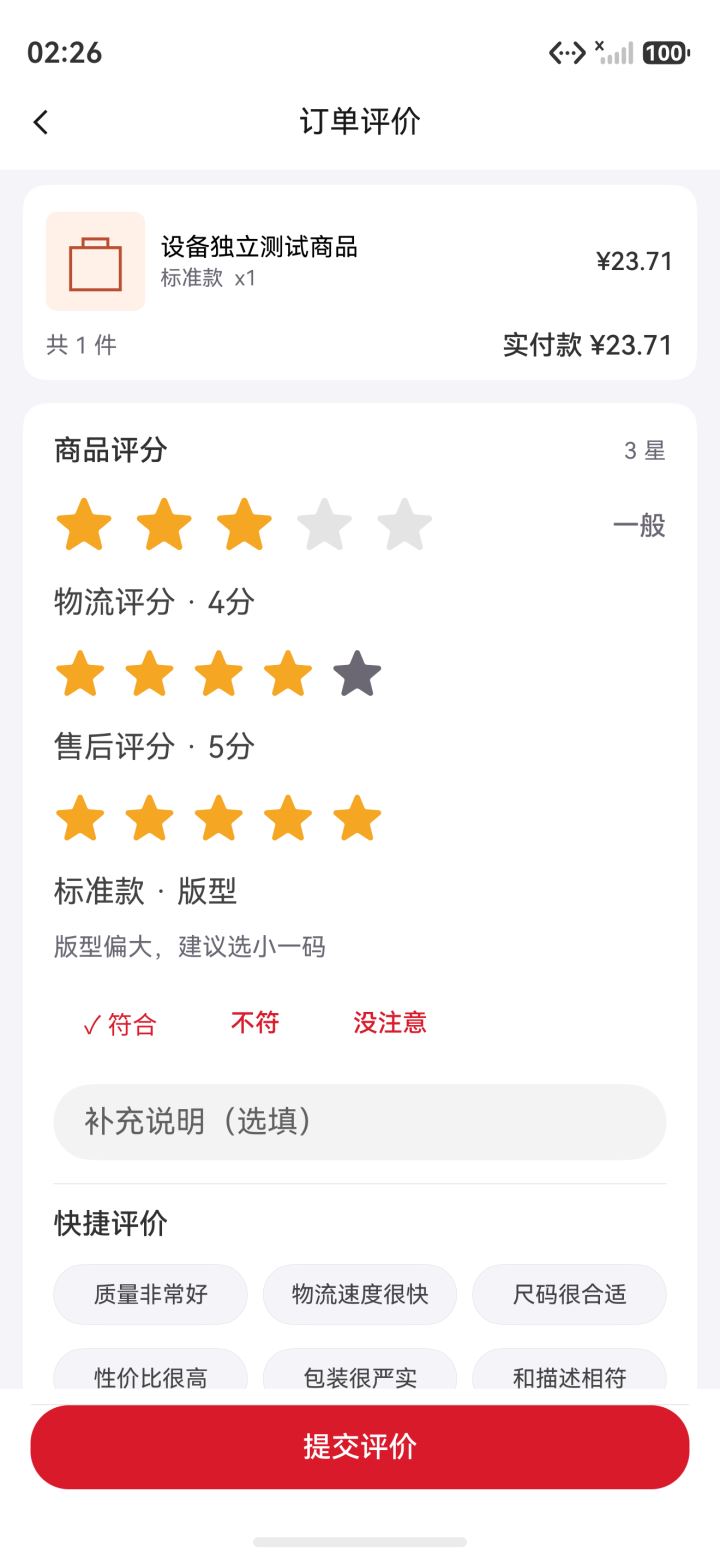 02:26
100
订单评价
设备独立测试商品
标准款 x1
¥23.71
共 1 件
实付款 ¥23.71
商品评分
3 星
一般
物流评分 · 4分
售后评分 · 5分
标准款 · 版型
版型偏大，建议选小一码
✓符合 不符 没注意
补充说明（选填）
快捷评价
质量非常好 物流速度很快 尺码很合适
性价比很高 包装很严实 和描述相符
提交评价